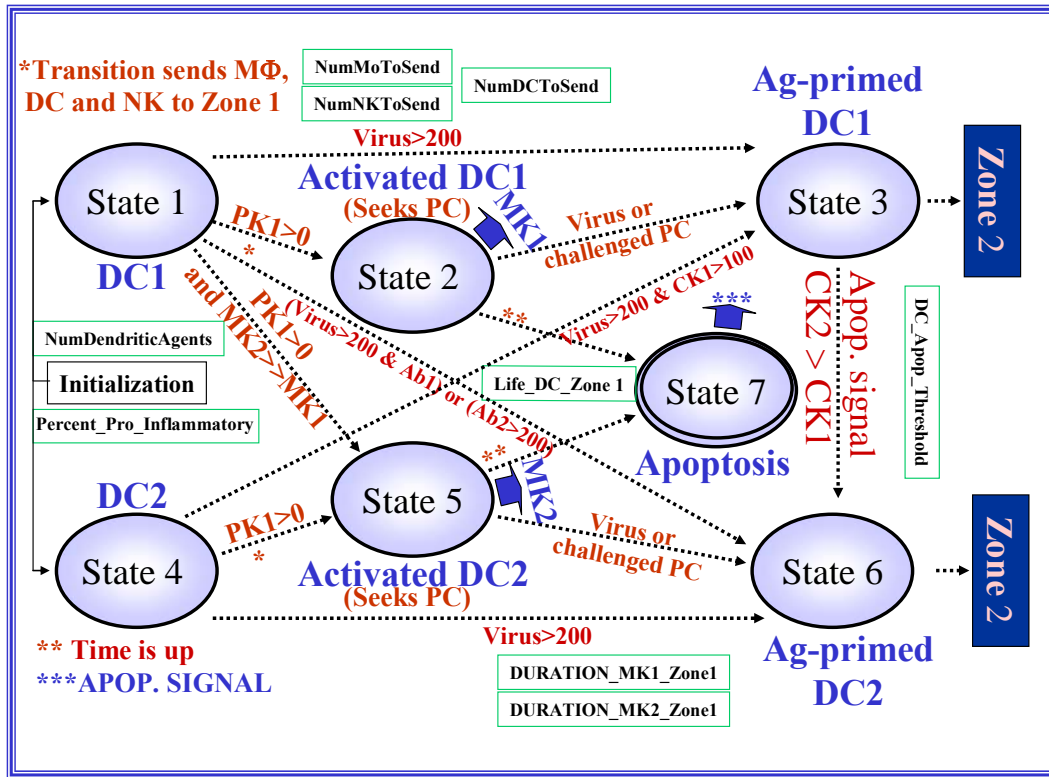 *Transition sends MΦ,
DC and NK to Zone 1
NumMoToSend
NumNKToSend
NumDCToSend
Ag-primed
DC1
Virus>200
State 1
DC1
Activated DC1
(Seeks PC)
State 2
MK1
State 3
Zone 2
PK1>0
*
Virus or
challenged PC
PK1>0
and MK2>>MK1
(Virus>200 & Ab1) or (Ab2>200)
Virus>200 & CK1>100
**
***
State 7
Apoptosis
Life_DC_Zone 1
Apop. signal
CK2 > CK1
DC_Apop_Threshold
NumDendriticAgents
Initialization
Percent_Pro_Inflammatory
DC2
State 4
PK1>0
*
State 5
**
MK2
Activated DC2
(Seeks PC)
Virus or
challenged PC
State 6
Zone 2
Virus>200
Ag-primed
DC2
** Time is up
***APOP. SIGNAL
DURATION_MK1_Zone1
DURATION_MK2_Zone1